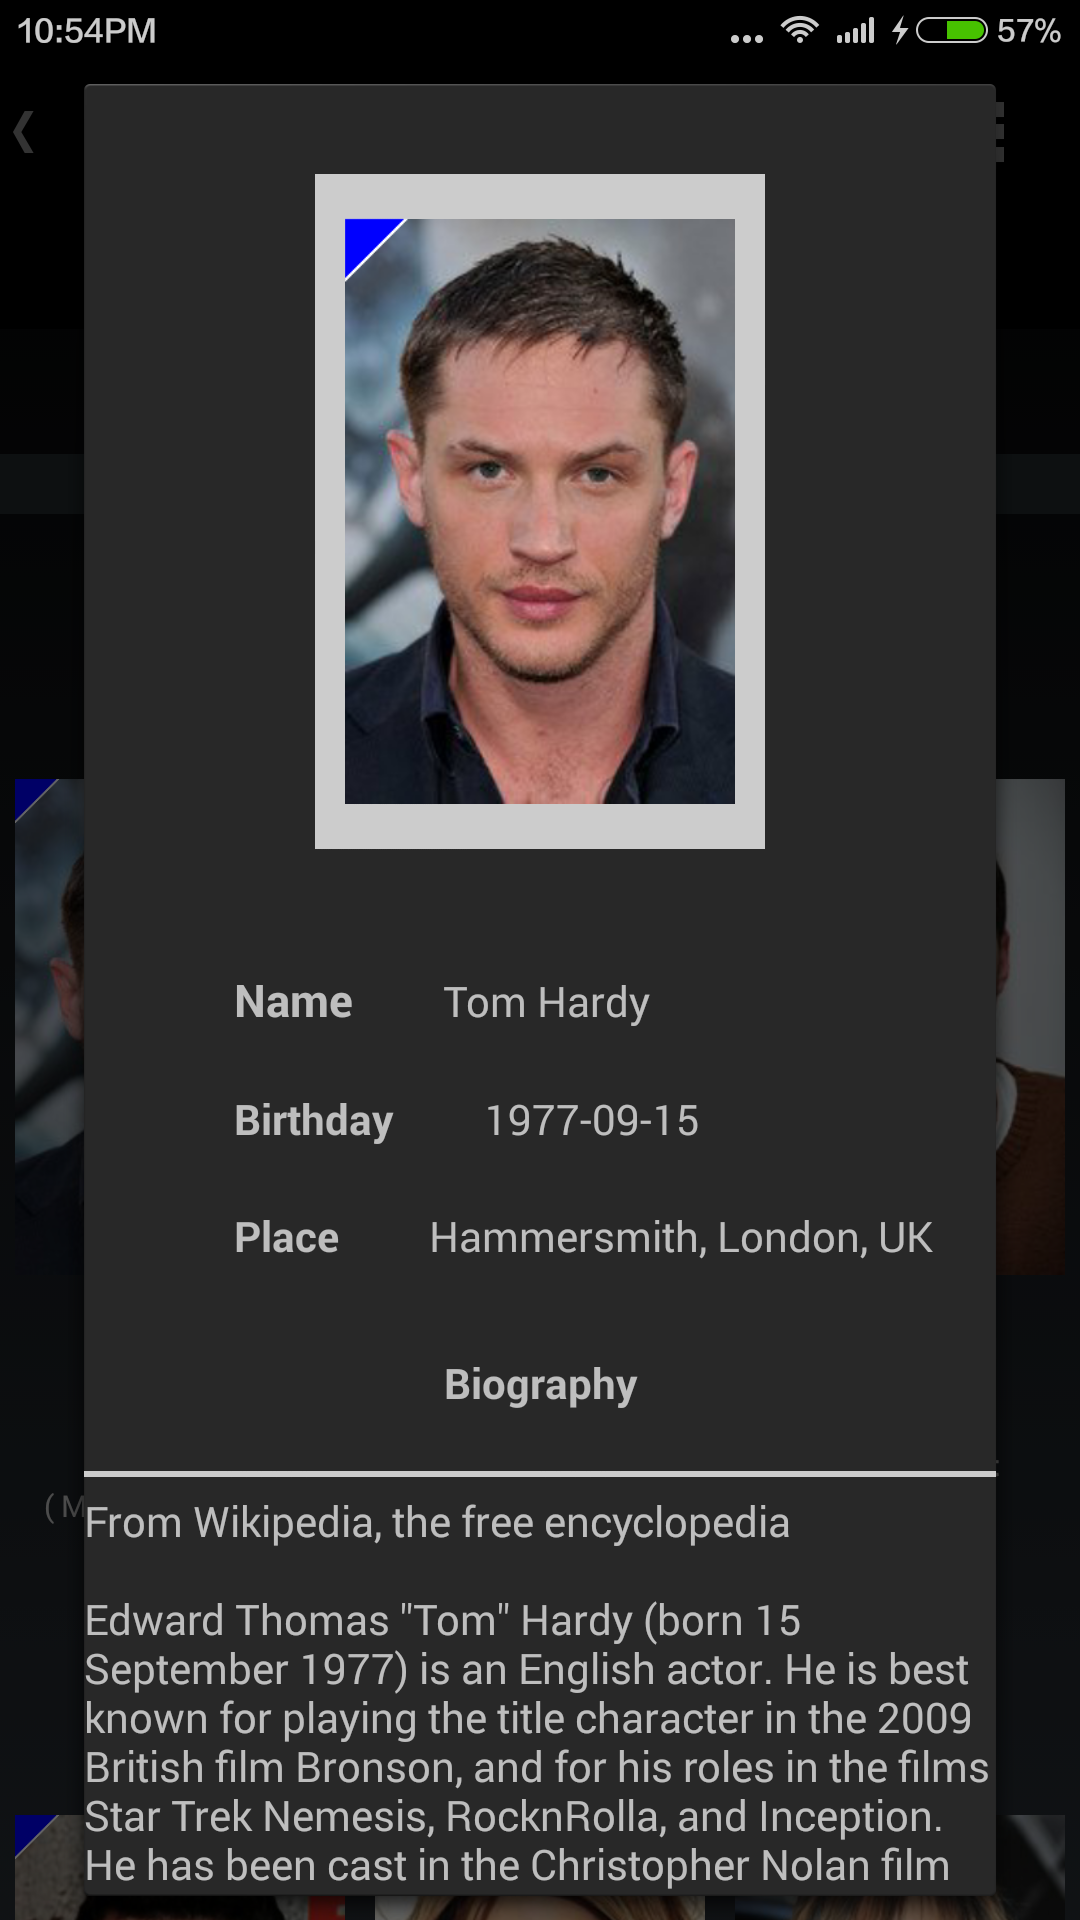 10:54PM
57%
Name Tom Hardy
Birthday 1977-09-15
Place Hammersmith, London, UK
Biography
(M
From Wikipedia, the free encyclopedia
Edward Thomas "Tom" Hardy (born 15
September 1977) is an English actor. He is best
known for playing the title character in the 2009
British film Bronson, and for his roles in the films
Star Trek Nemesis, RocknRolla, and Inception.
He has been cast in the Christopher Nolan film